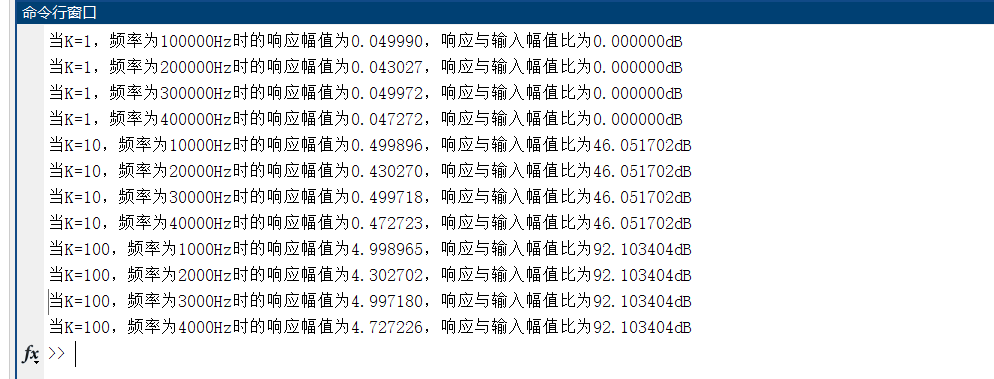 命令行窗口
当K=1，频率为100000Hz时的响应幅值为0.049990，响应与输入幅值比为0.000000dB
当K=1，频率为200000Hz时的响应幅值为0.043027，响应与输入幅值比为0.000000dB
当K=1，频率为300000Hz时的响应幅值为0.049972，响应与输入幅值比为0.000000dB
当K=1，频率为400000Hz时的响应幅值为0.047272，响应与输入幅值比为0.000000dB
当K=10，频率为10000Hz时的响应幅值为0.499896，响应与输入幅值比为46.051702dB
当K=10，频率为20000Hz时的响应幅值为0.430270，响应与输入幅值比为46.051702dB
当K=10，频率为30000Hz时的响应幅值为0.499718，响应与输入幅值比为46.051702dB
当K=10，频率为40000Hz时的响应幅值为0.472723，响应与输入幅值比为46.051702dB
当K=100，频率为1000Hz时的响应幅值为4.998965，响应与输入幅值比为92.103404dB
当K=100，频率为2000Hz时的响应幅值为4.302702，响应与输入幅值比为92.103404dB
当K=100，频率为3000Hz时的响应幅值为4.997180，响应与输入幅值比为92.103404dB
当K=100，频率为4000Hz时的响应幅值为4.727226，响应与输入幅值比为92.103404dB
fx >>